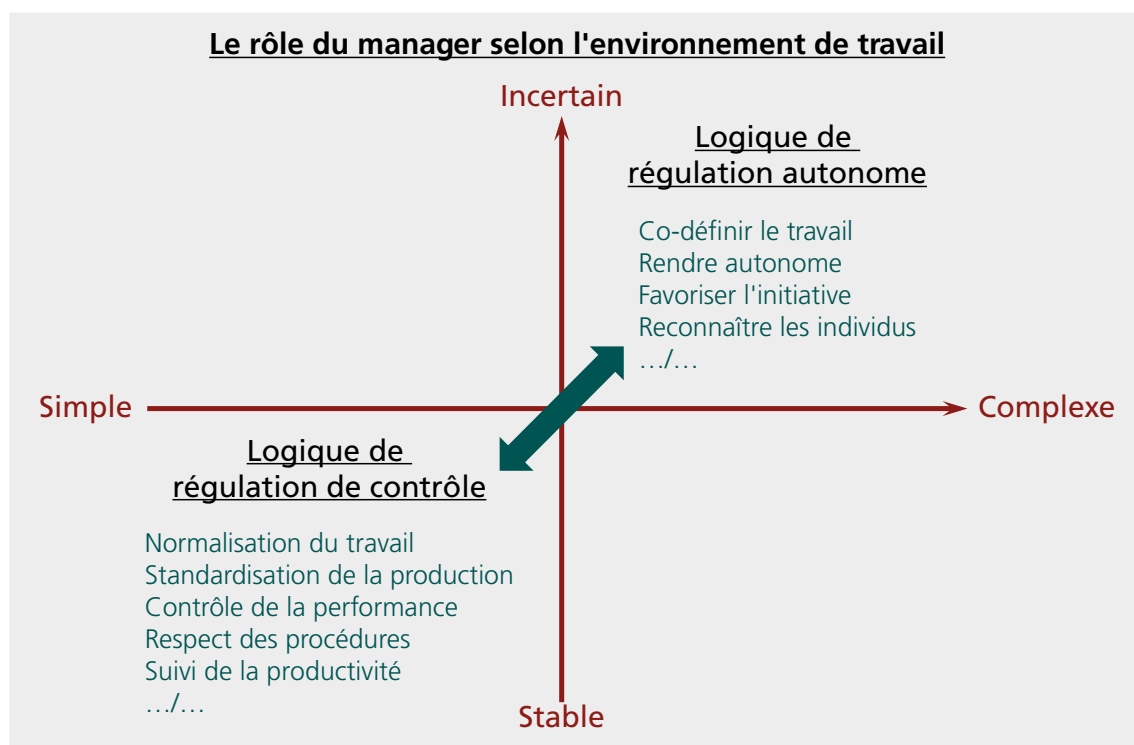 Le rôle du manager selon l'environnement de travail
Incertain
Logique de
régulation autonome
Co-définir le travail
Rendre autonome
Favoriser l'initiative
Reconnaître les individus
…/…
Simple
Complexe
Logique de
régulation de contrôle
Normalisation du travail
Standardisation de la production
Contrôle de la performance
Respect des procédures
Suivi de la productivité
…/…
Stable